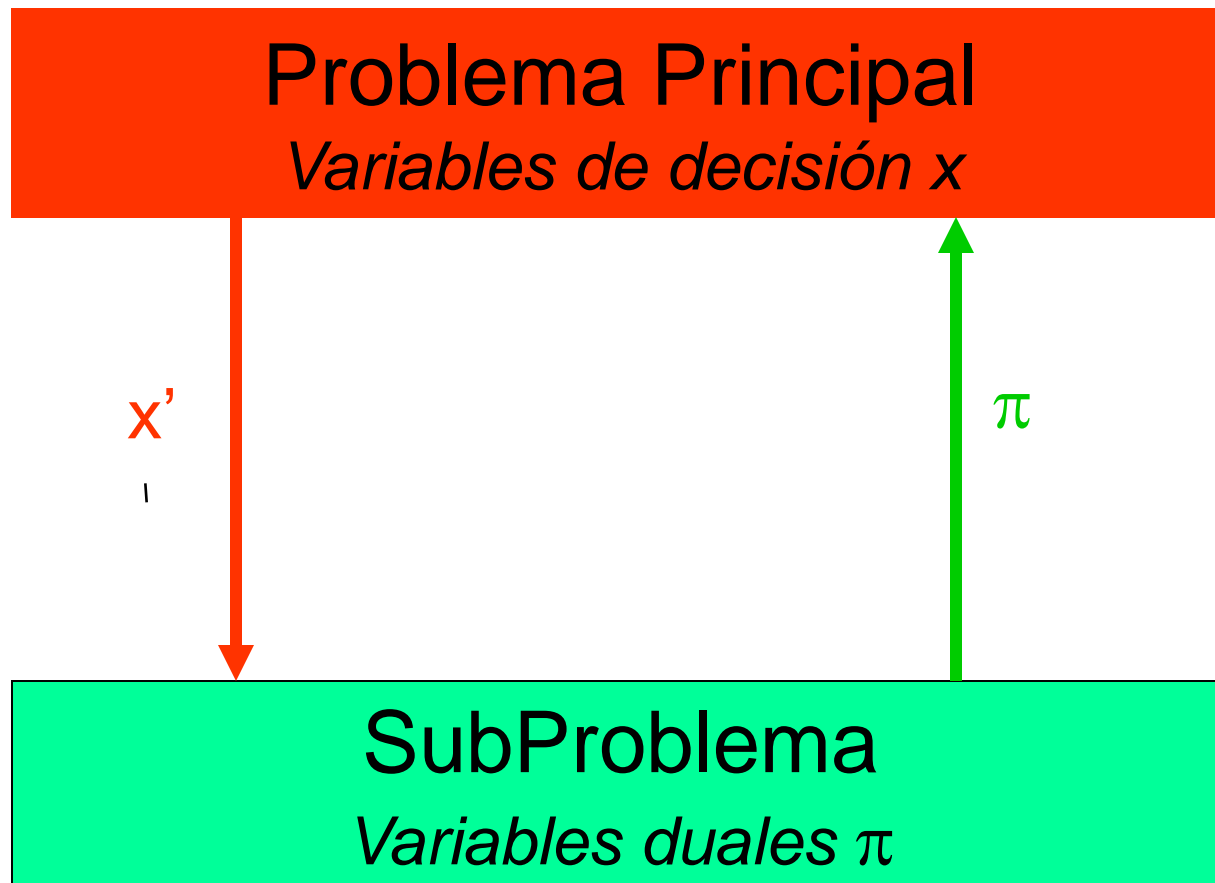 Problema Principal
Variables de decisión x
x’
π
SubProblema
Variables duales π